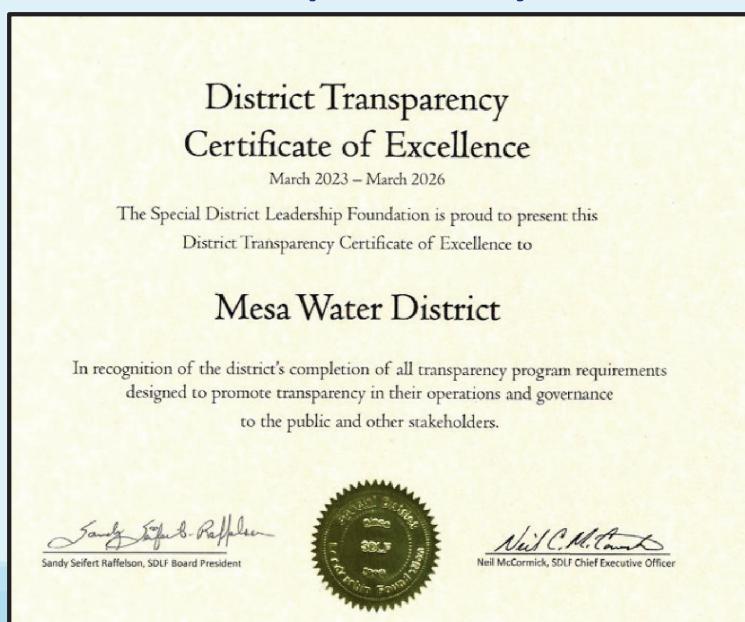 District Transparency
Certificate of Excellence
March 2023 – March 2026
The Special District Leadership Foundation is proud to present this
District Transparency Certificate of Excellence to
Mesa Water District
In recognition of the district's completion of all transparency program requirements
designed to promote transparency in their operations and governance
to the public and other stakeholders.
Sandy Seifert Raffelson, SDLF Board President
SDLF
Neil McCormick, SDLF Chief Executive Officer